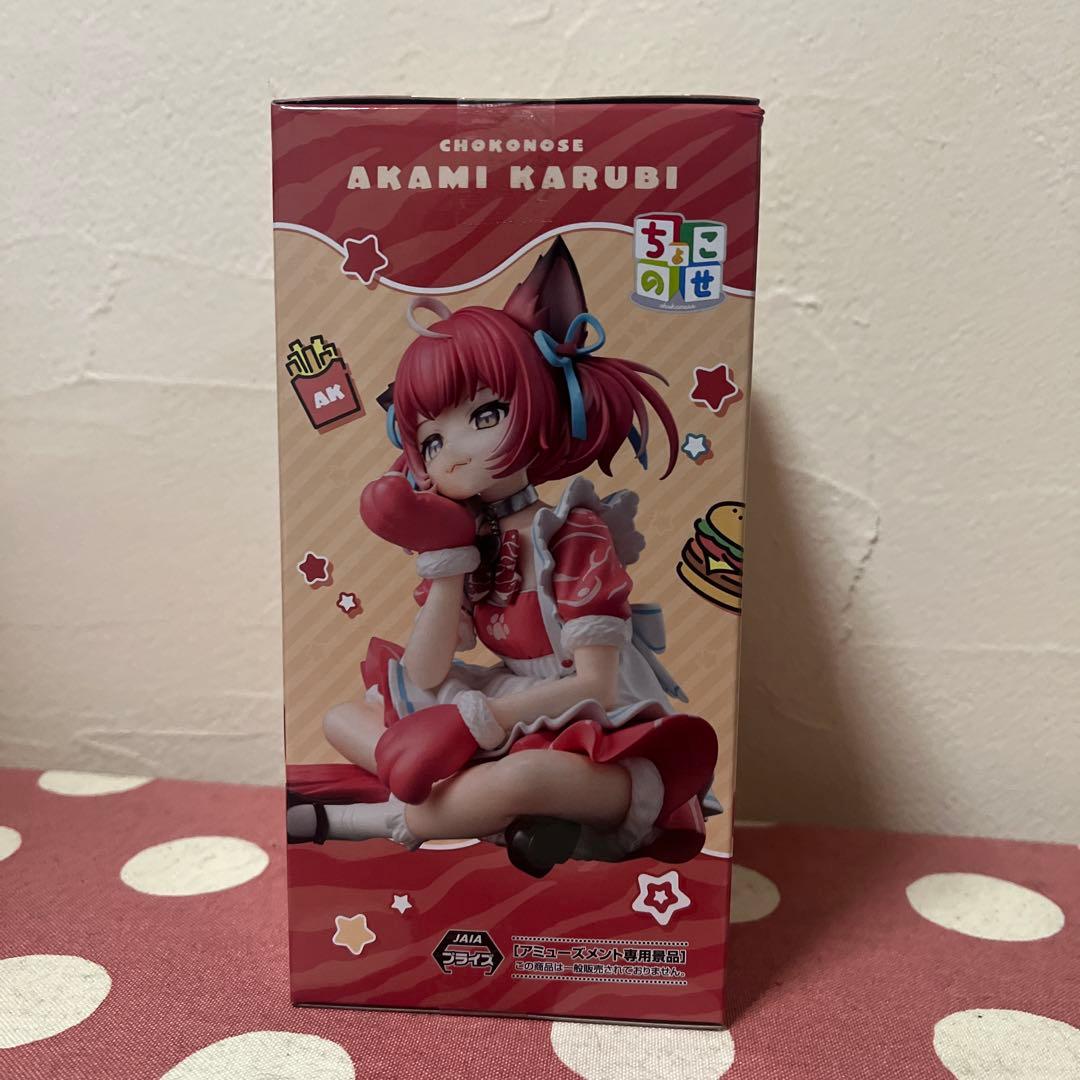 CHOKONOSE
AKAMI KARUBI
ちょこ
のせ
chokonose
AK
JAIA
プライズ
[アミューズメント専用景品]
この商品は一般販売されておりません。